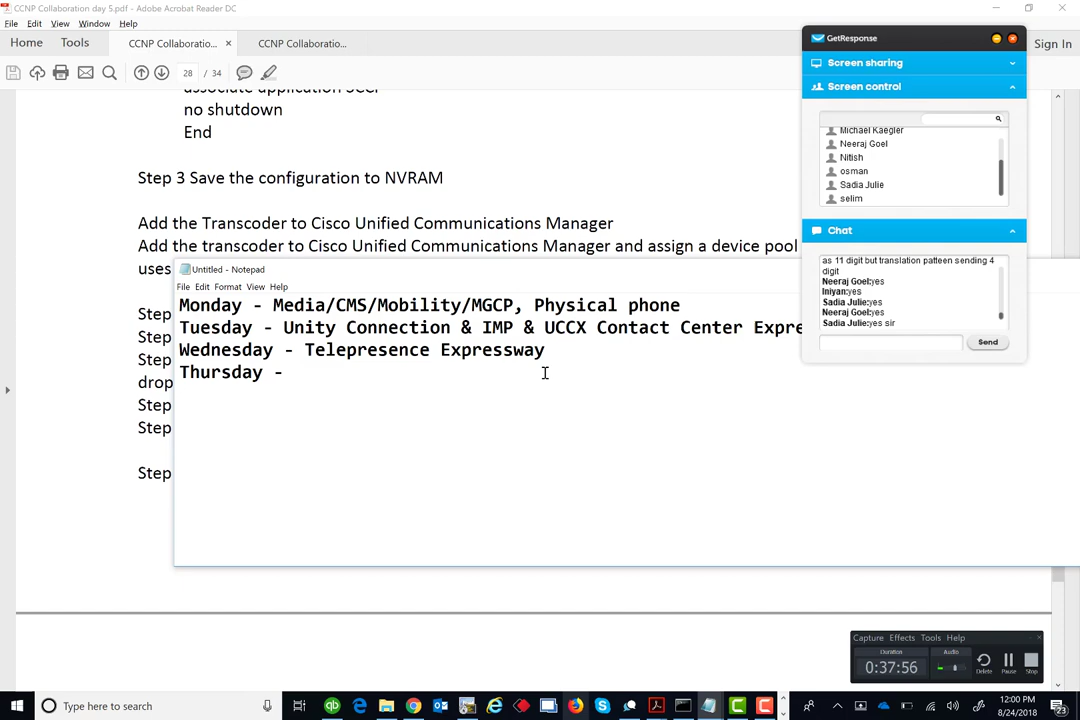 CCNP Collaboration day 5.pdf - Adobe Acrobat Reader DC
File Edit View Window Help
Home Tools CCNP Collaboratio... × CCNP Collaboratio... Sign In
28 / 34
no shutdown
End
Step 3 Save the configuration to NVRAM
Add the Transcoder to Cisco Unified Communications Manager
Add the transcoder to Cisco Unified Communications Manager and assign a device pool
uses
Step
Step
Step
drop
Step
Step
Step
Untitled - Notepad
File Edit Format View Help
Monday - Media/CMS/Mobility/MGCP, Physical phone
Tuesday - Unity Connection & IMP & UCCX Contact Center Expre
Wednesday - Telepresence Expressway
Thursday -
GetResponse
Screen sharing
Screen control
Michael Kaegler
Neeraj Goel
Nitish
osman
Sadia Julie
selim
Chat
as 11 digit but translation patteen sending 4
digit
Neeraj Goel:yes
Iniyan:yes
Sadia Julie:yes
Neeraj Goel:yes
Sadia Julie:yes sir
Send
Capture Effects Tools Help
Duration Audio
0:37:56
Delete Pause Stop
Type here to search
12:00 PM
8/24/2018
23